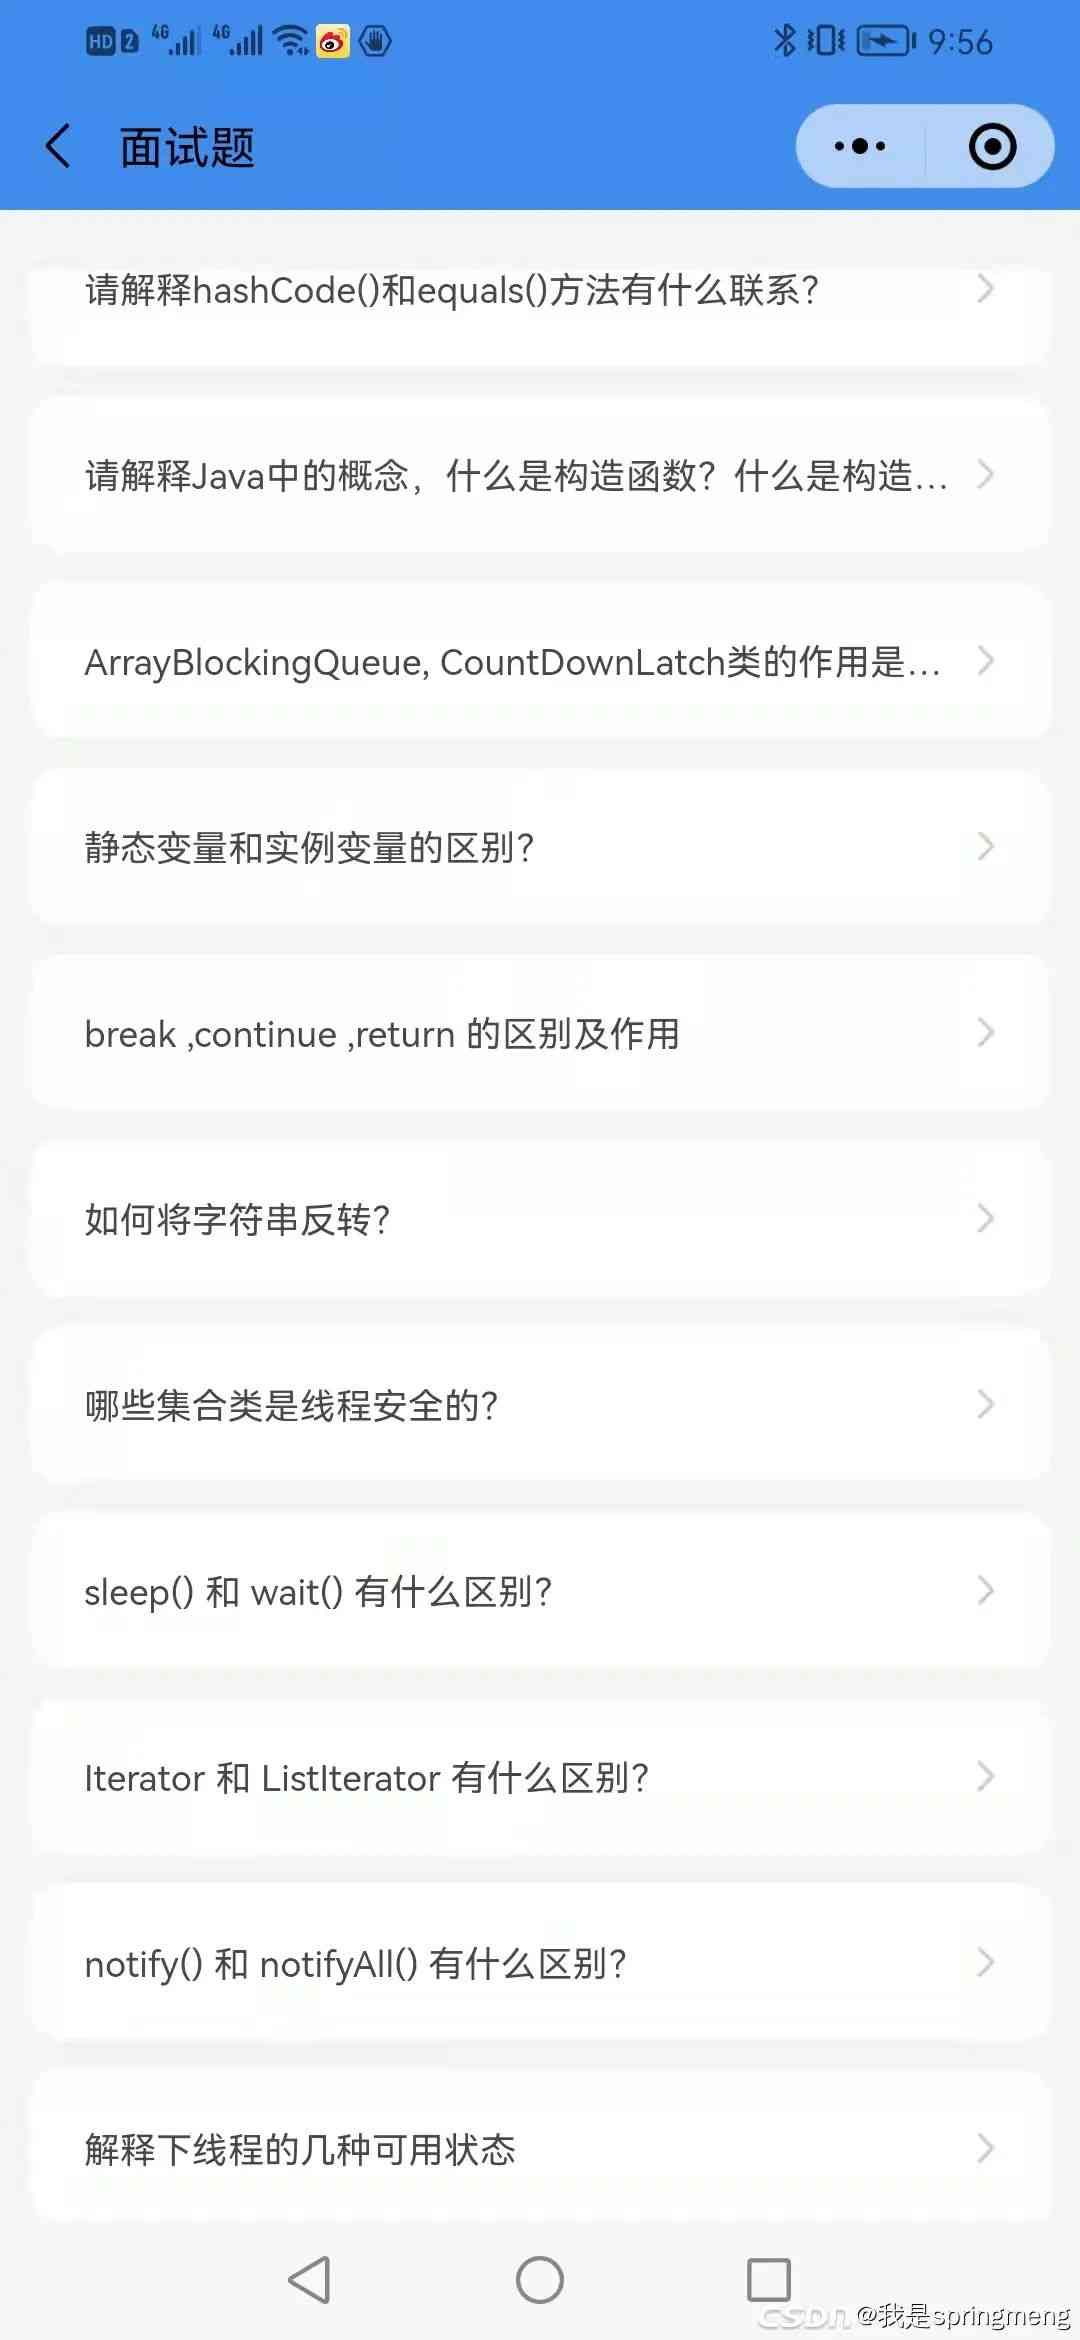 HD 2 4G 4G 9:56
面试题
请解释hashCode()和equals()方法有什么联系?
请解释Java中的概念，什么是构造函数？什么是构造...
ArrayBlockingQueue, CountDownLatch类的作用是...
静态变量和实例变量的区别?
break ,continue ,return 的区别及作用
如何将字符串反转?
哪些集合类是线程安全的?
sleep() 和 wait() 有什么区别?
Iterator 和 ListIterator 有什么区别?
notify() 和 notifyAll() 有什么区别?
解释下线程的几种可用状态
CSDN @我是springmeng